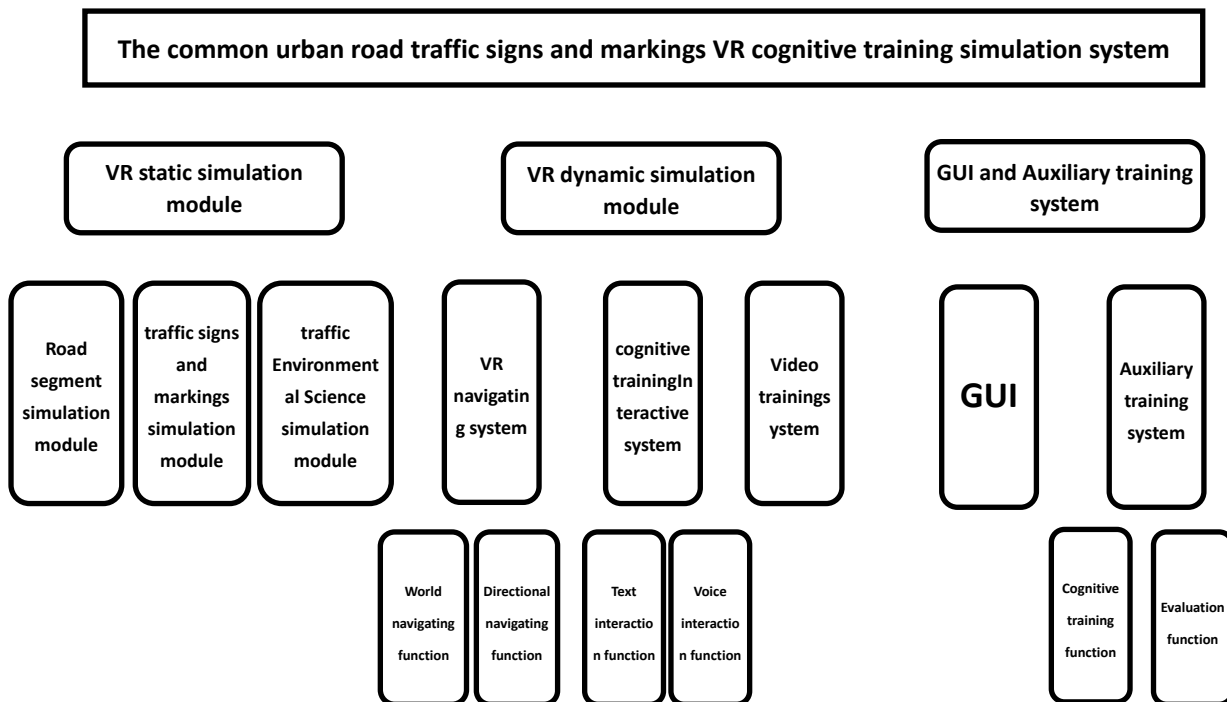 The common urban road traffic signs and markings VR cognitive training simulation system
VR static simulation
module
VR dynamic simulation
module
GUI and Auxiliary training
system
Road
segment
simulation
module
traffic signs
and
markings
simulation
module
traffic
Environment
al Science
simulation
module
VR
navigatin
g system
cognitive
trainingIn
teractive
system
Video
trainings
ystem
GUI
Auxiliary
training
system
World
navigating
function
Directional
navigating
function
Text
interactio
n function
Voice
interactio
n function
Cognitive
training
function
Evaluation
function